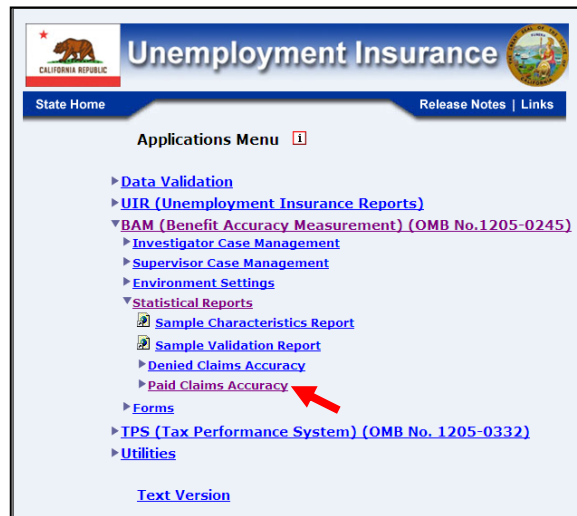 CALIFORNIA REPUBLIC
Unemployment Insurance
State Home
Release Notes | Links
Applications Menu i
Data Validation
UIR (Unemployment Insurance Reports)
BAM (Benefit Accuracy Measurement) (OMB No.1205-0245)
Investigator Case Management
Supervisor Case Management
Environment Settings
Statistical Reports
Sample Characteristics Report
Sample Validation Report
Denied Claims Accuracy
Paid Claims Accuracy
Forms
TPS (Tax Performance System) (OMB No. 1205-0332)
Utilities
Text Version